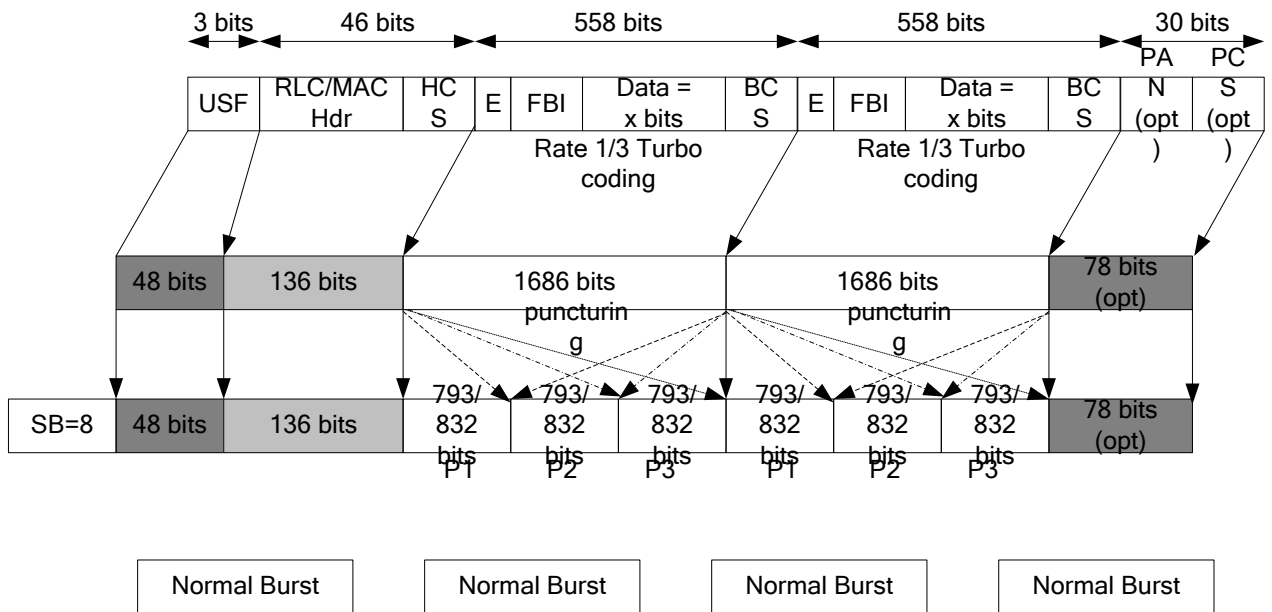 3 bits 46 bits 558 bits 558 bits 30 bits
USF
RLC/MAC
Hdr
HC
S
E
FBI
Data =
x bits
BC
S
E
FBI
Data =
x bits
BC
S
PA
N
(opt
)
PC
S
(opt
)
Rate 1/3 Turbo
coding
Rate 1/3 Turbo
coding
48 bits
136 bits
1686 bits
puncturin
g
1686 bits
puncturin
g
78 bits
(opt)
SB=8
48 bits
136 bits
793/
832
bits
P1
793/
832
bits
P2
793/
832
bits
P3
793/
832
bits
P1
793/
832
bits
P2
793/
832
bits
P3
78 bits
(opt)
Normal Burst Normal Burst Normal Burst Normal Burst